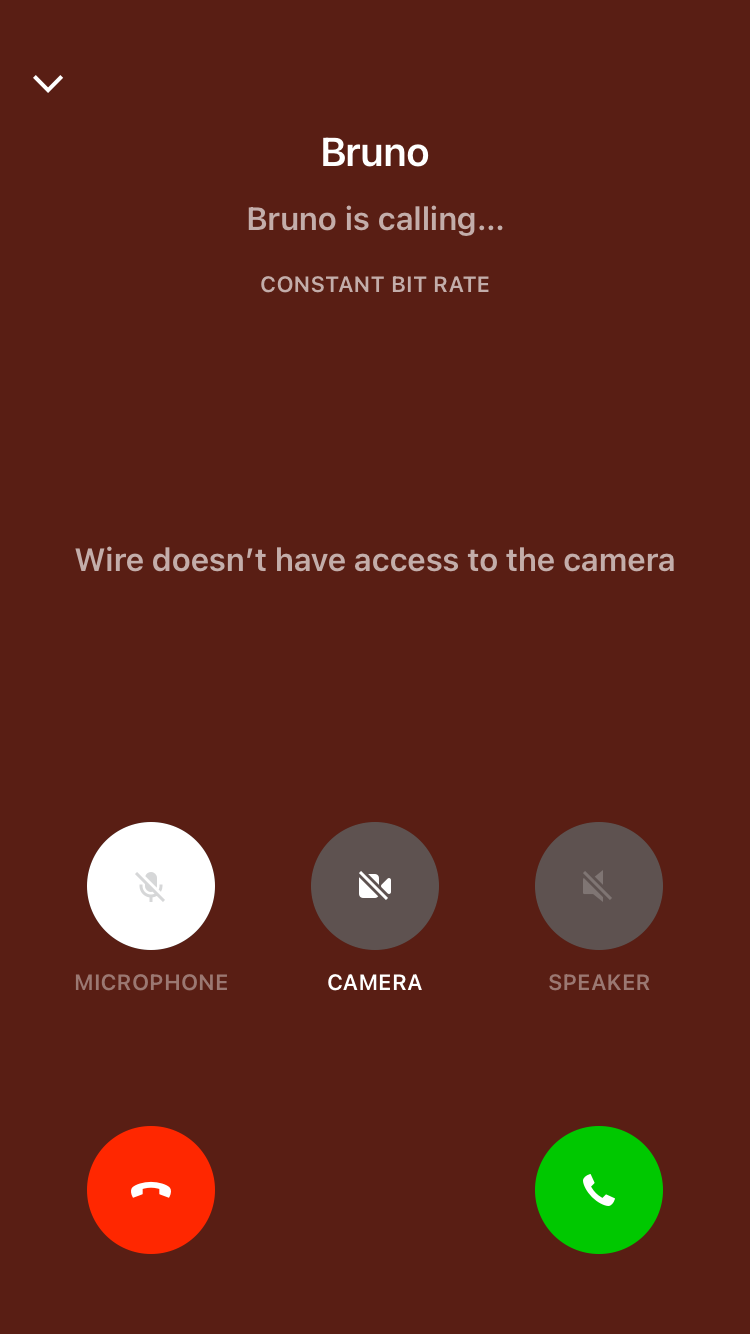 Bruno
Bruno is calling...
CONSTANT BIT RATE
Wire doesn’t have access to the camera
MICROPHONE
CAMERA
SPEAKER